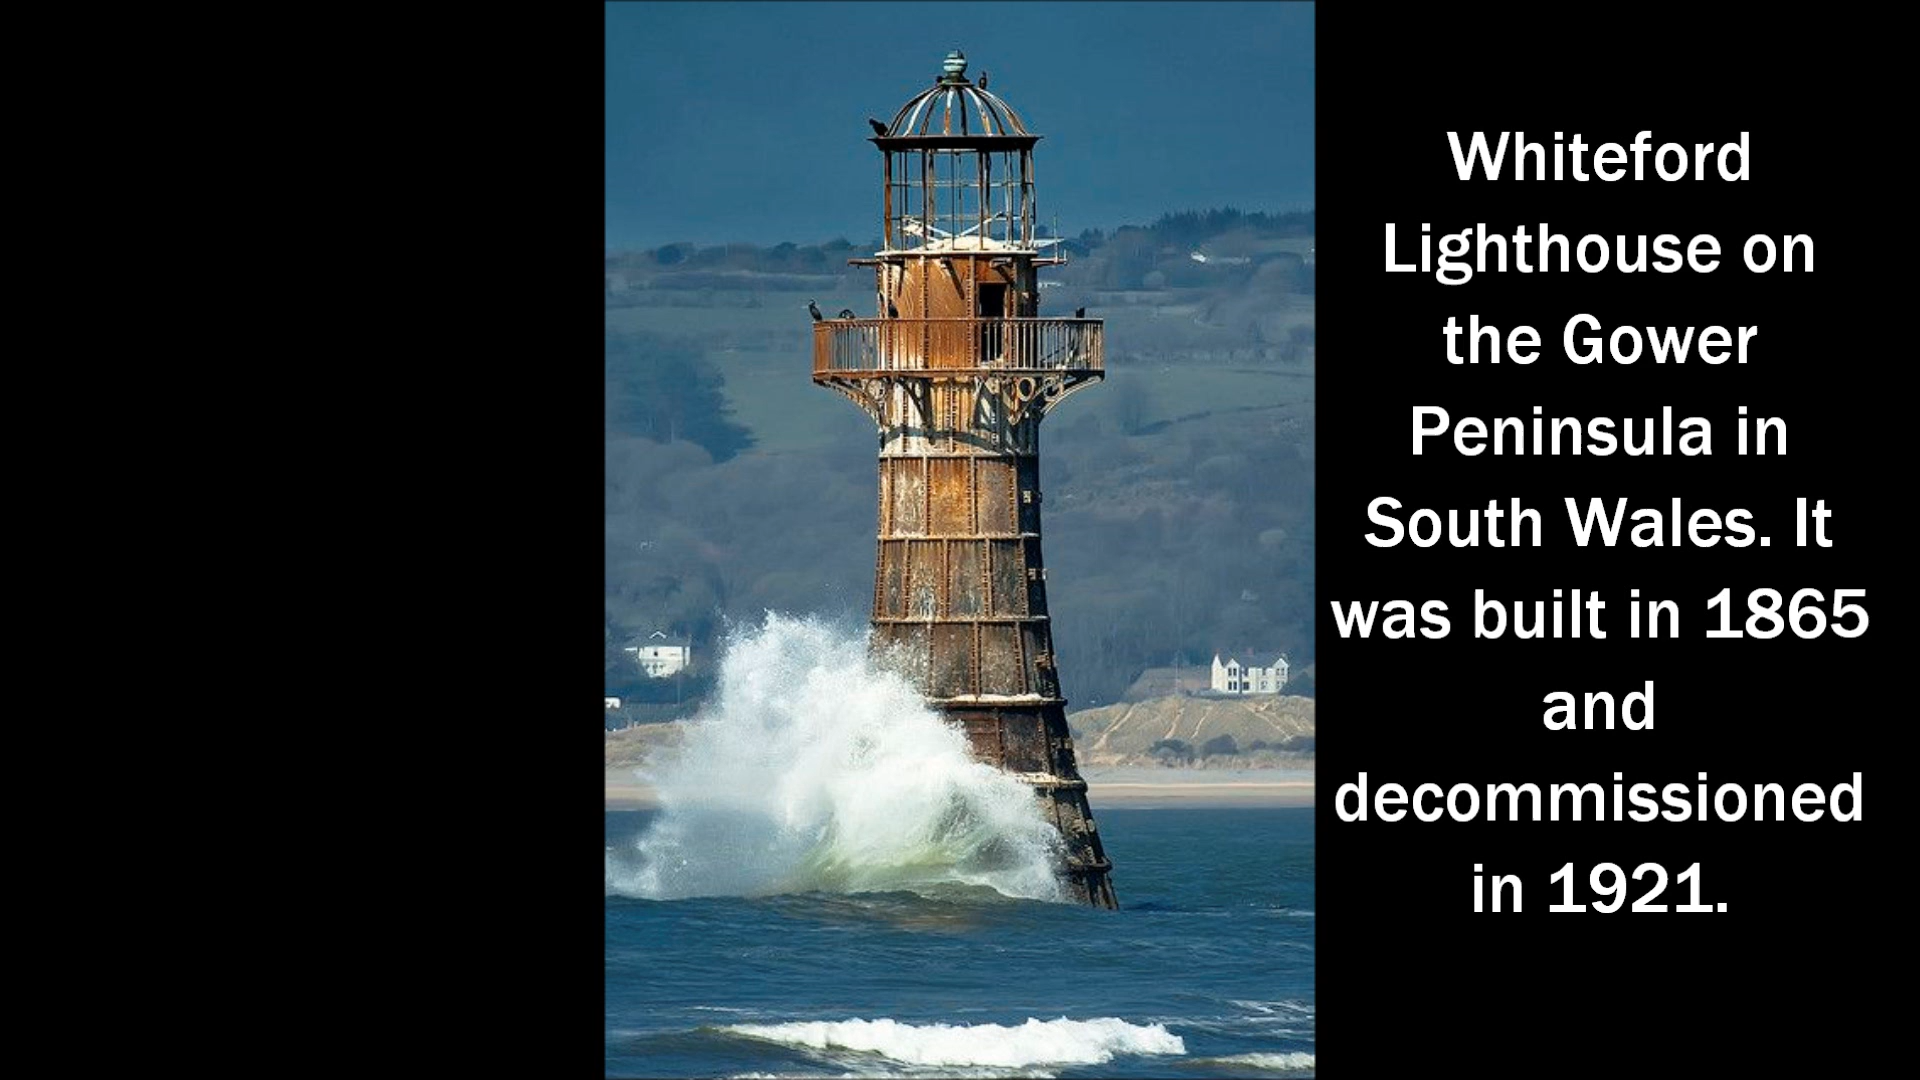 Whiteford
Lighthouse on
the Gower
Peninsula in
South Wales. It
was built in 1865
and
decommissioned
in 1921.